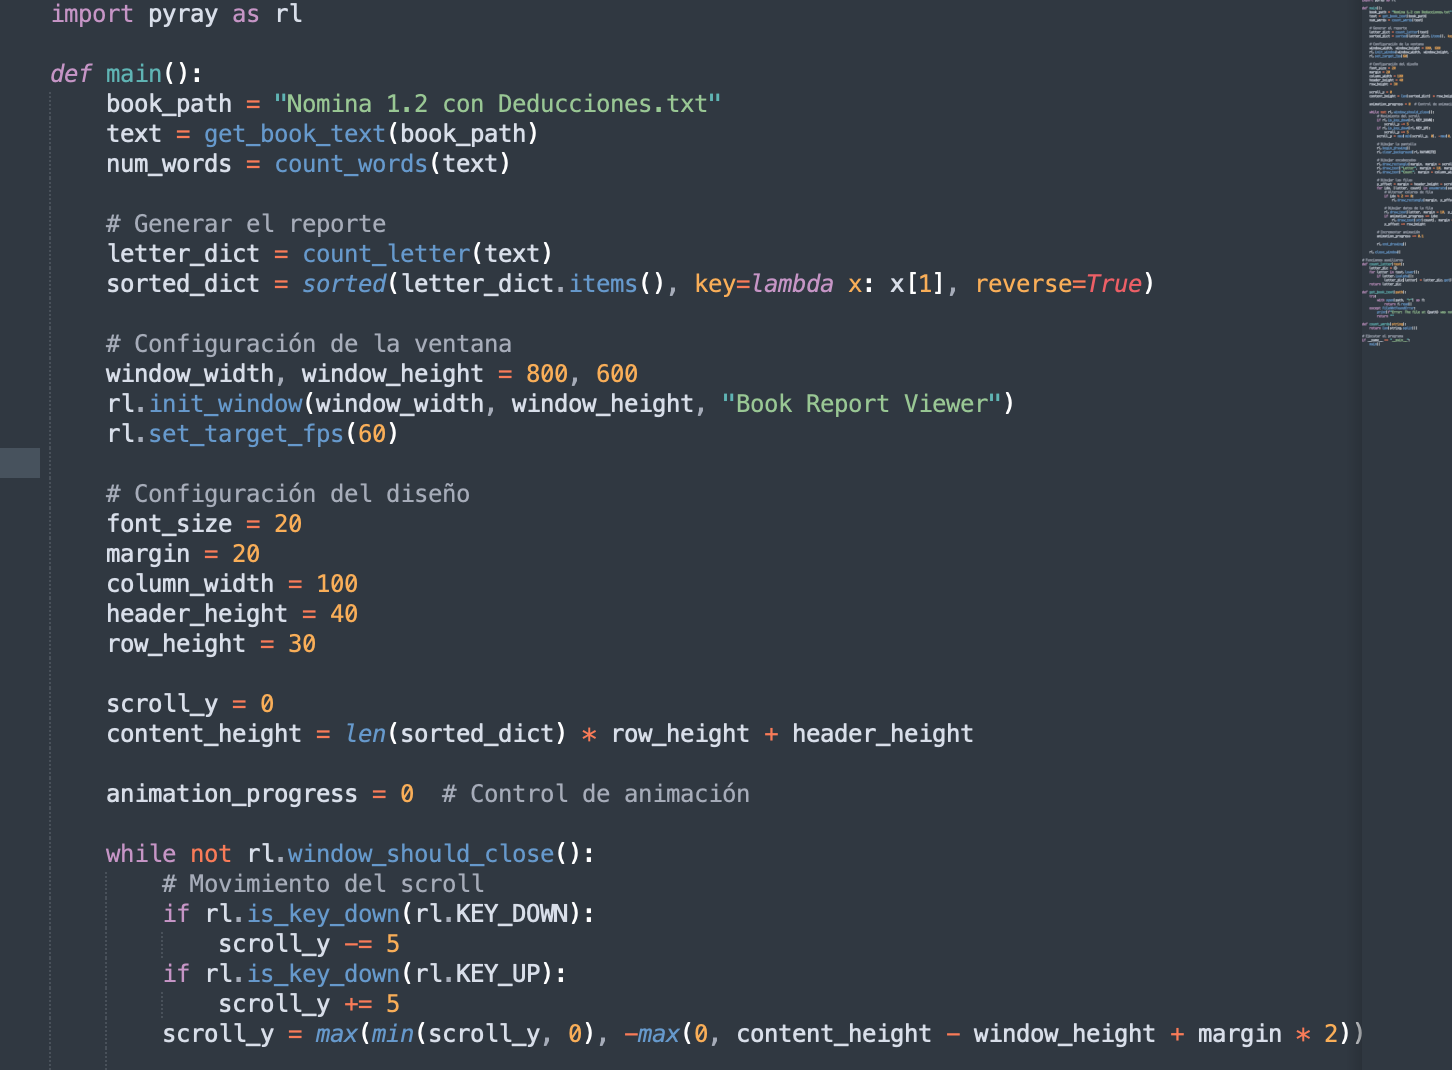 import pyray as rl
def main():
book_path = "Nomina 1.2 con Deducciones.txt"
text = get_book_text(book_path)
num_words = count_words(text)
# Generar el reporte
letter_dict = count_letter(text)
sorted_dict = sorted(letter_dict.items(), key=lambda x: x[1], reverse=True)
# Configuración de la ventana
window_width, window_height = 800, 600
rl.init_window(window_width, window_height, "Book Report Viewer")
rl.set_target_fps(60)
# Configuración del diseño
font_size = 20
margin = 20
column_width = 100
header_height = 40
row_height = 30
scroll_y = 0
content_height = len(sorted_dict) * row_height + header_height
animation_progress = 0  # Control de animación
while not rl.window_should_close():
# Movimiento del scroll
if rl.is_key_down(rl.KEY_DOWN):
scroll_y -= 5
if rl.is_key_down(rl.KEY_UP):
scroll_y += 5
scroll_y = max(min(scroll_y, 0), -max(0, content_height - window_height + margin * 2))